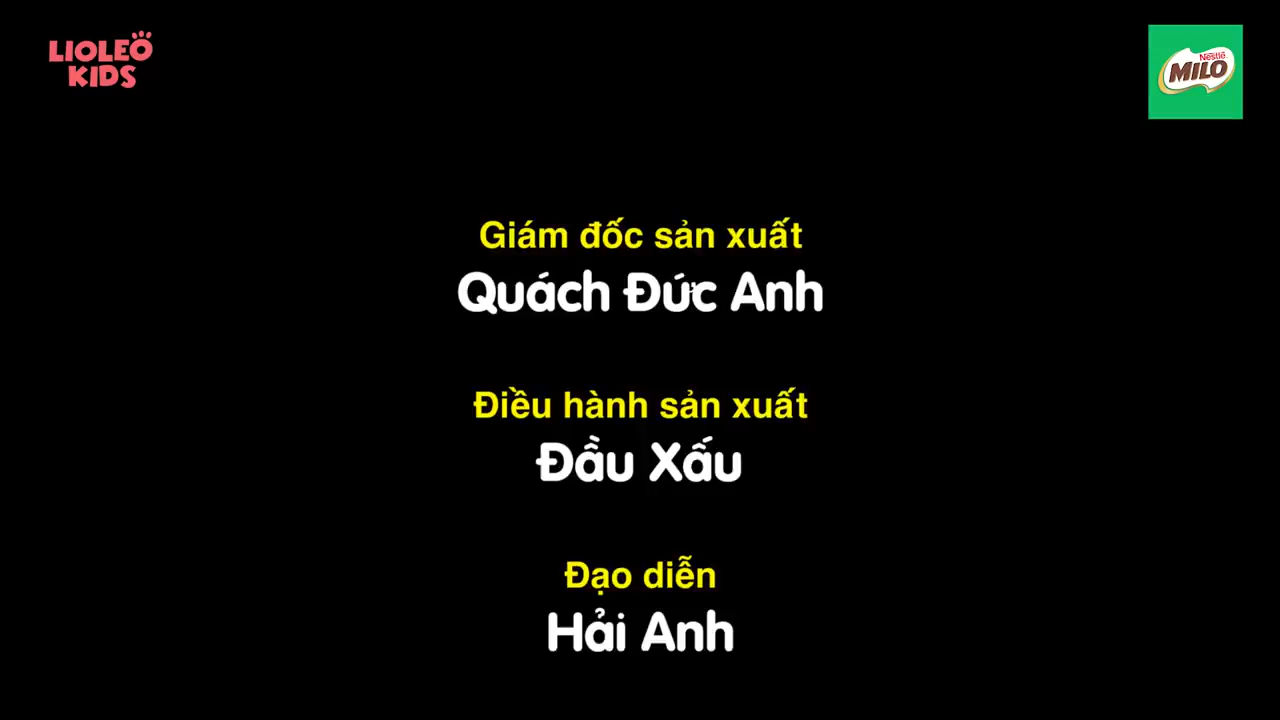 LIOLEO
KIDS
Nestlé
MILO
Giám đốc sản xuất
Quách Đức Anh
Điều hành sản xuất
Đầu Xấu
Đạo diễn
Hải Anh